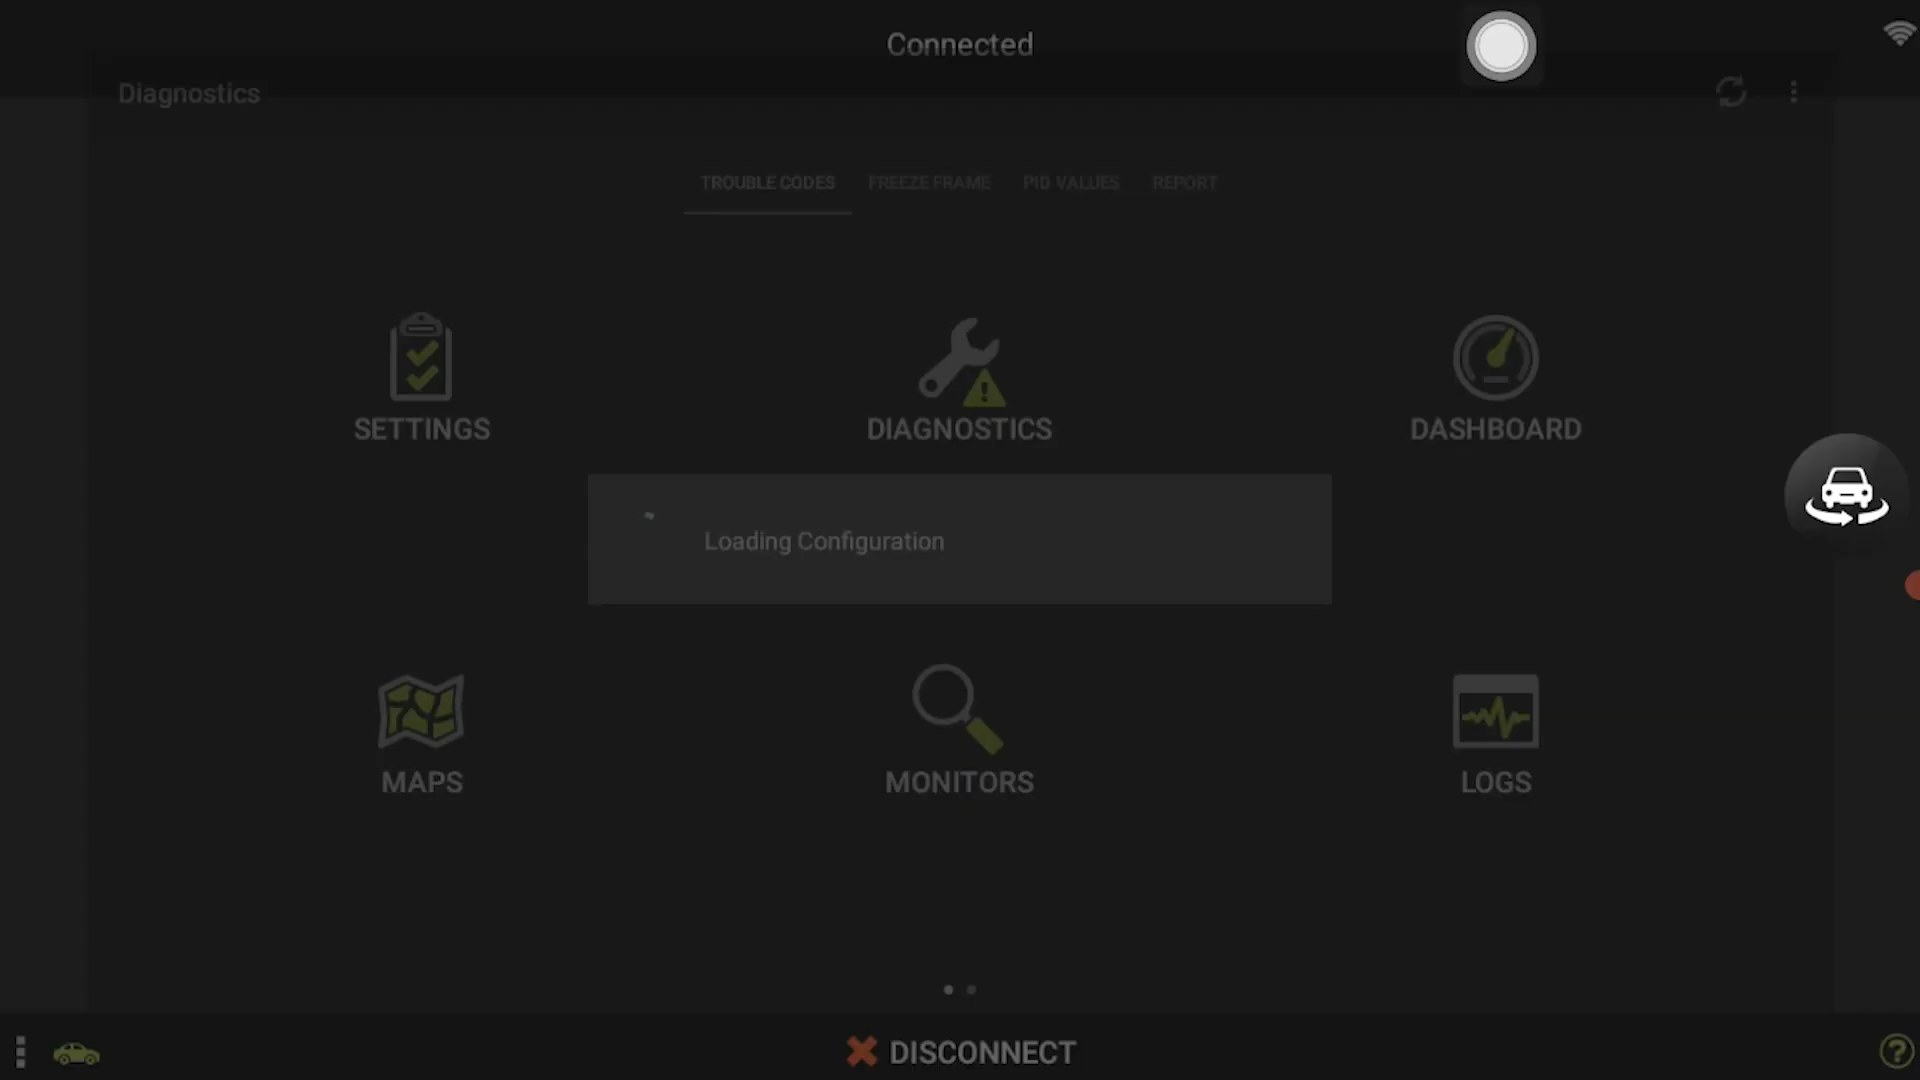 Connected
Diagnostics
TROUBLE CODES FREEZE FRAME PID VALUES REPORT
SETTINGS DIAGNOSTICS DASHBOARD
Loading Configuration
MAPS MONITORS LOGS
DISCONNECT
?